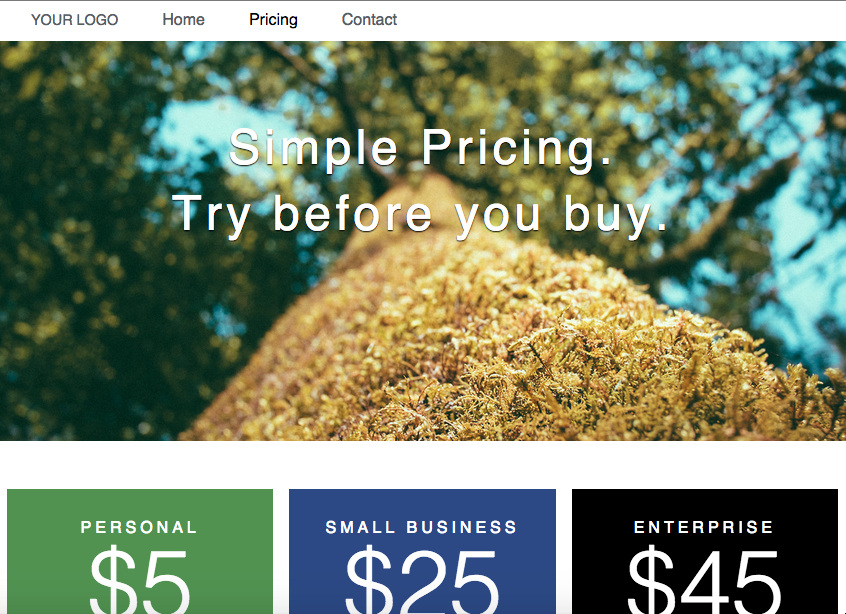 YOUR LOGO Home Pricing Contact
Simple Pricing.
Try before you buy.
PERSONAL SMALL BUSINESS ENTERPRISE
$5 $25 $45